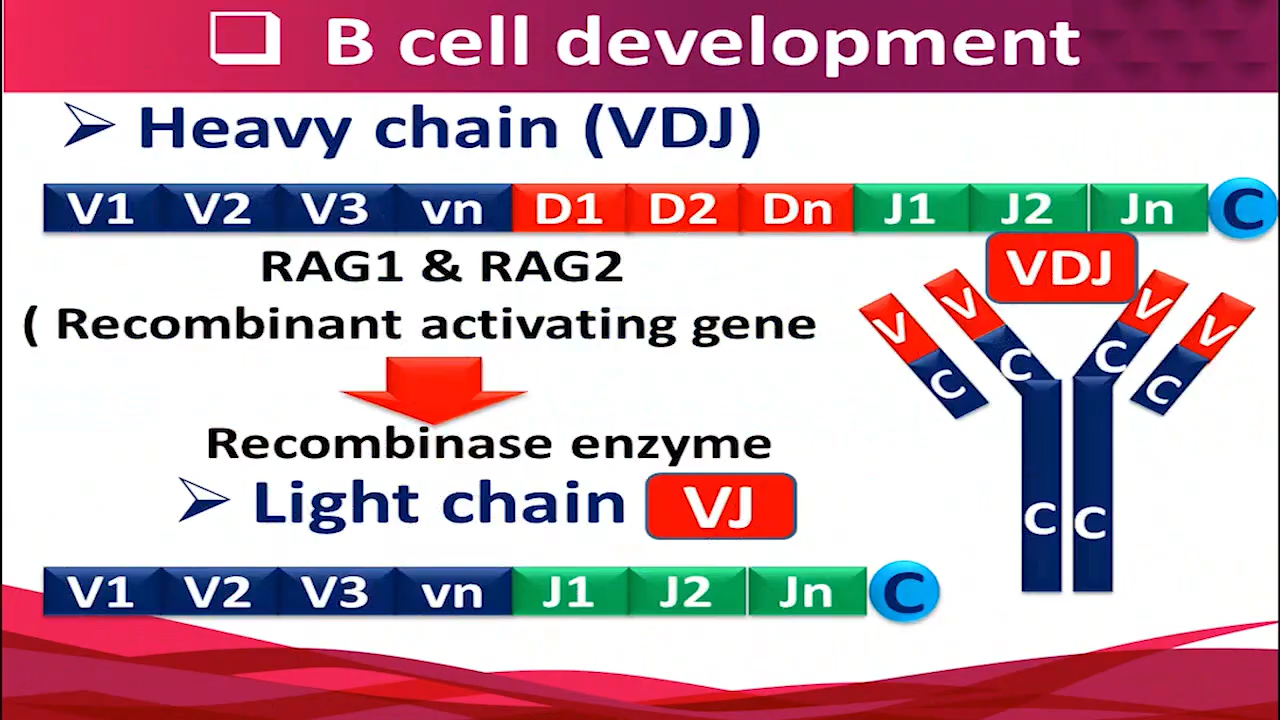 B cell development
Heavy chain (VDJ)
V1 V2 V3 vn D1 D2 Dn J1 J2 Jn C
RAG1 & RAG2
( Recombinant activating gene
Recombinase enzyme
Light chain VJ
V1 V2 V3 vn J1 J2 Jn C
VDJ
V V V V
C C C C
C C